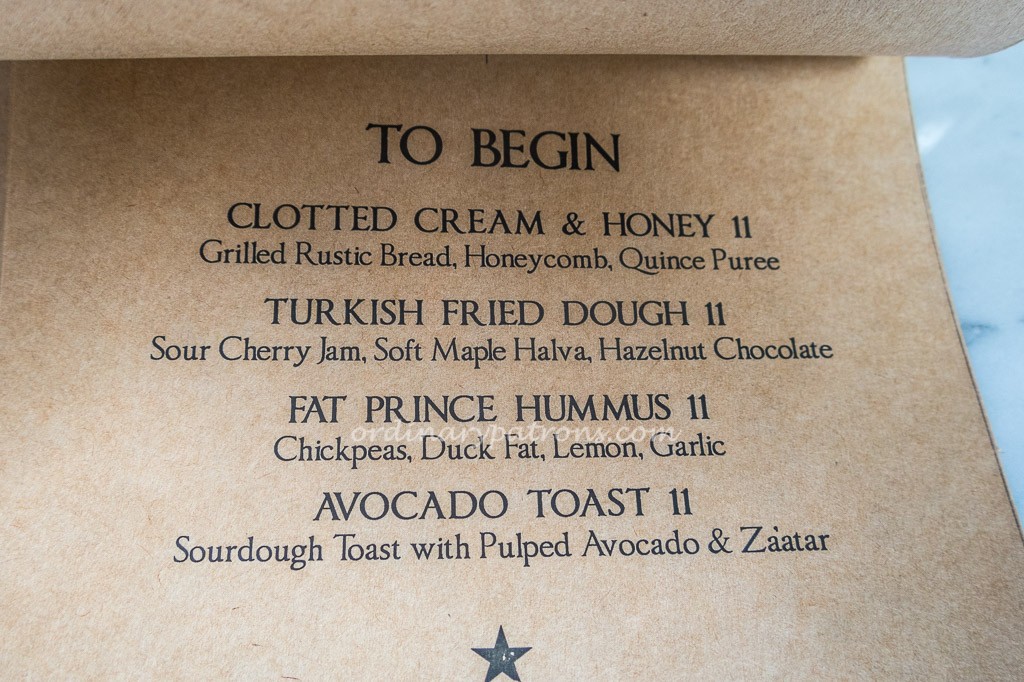 TO BEGIN
CLOTTED CREAM & HONEY 11
Grilled Rustic Bread, Honeycomb, Quince Puree
TURKISH FRIED DOUGH 11
Sour Cherry Jam, Soft Maple Halva, Hazelnut Chocolate
FAT PRINCE HUMMUS 11
ordinarypatrons.com
Chickpeas, Duck Fat, Lemon, Garlic
AVOCADO TOAST 11
Sourdough Toast with Pulped Avocado & Za'atar